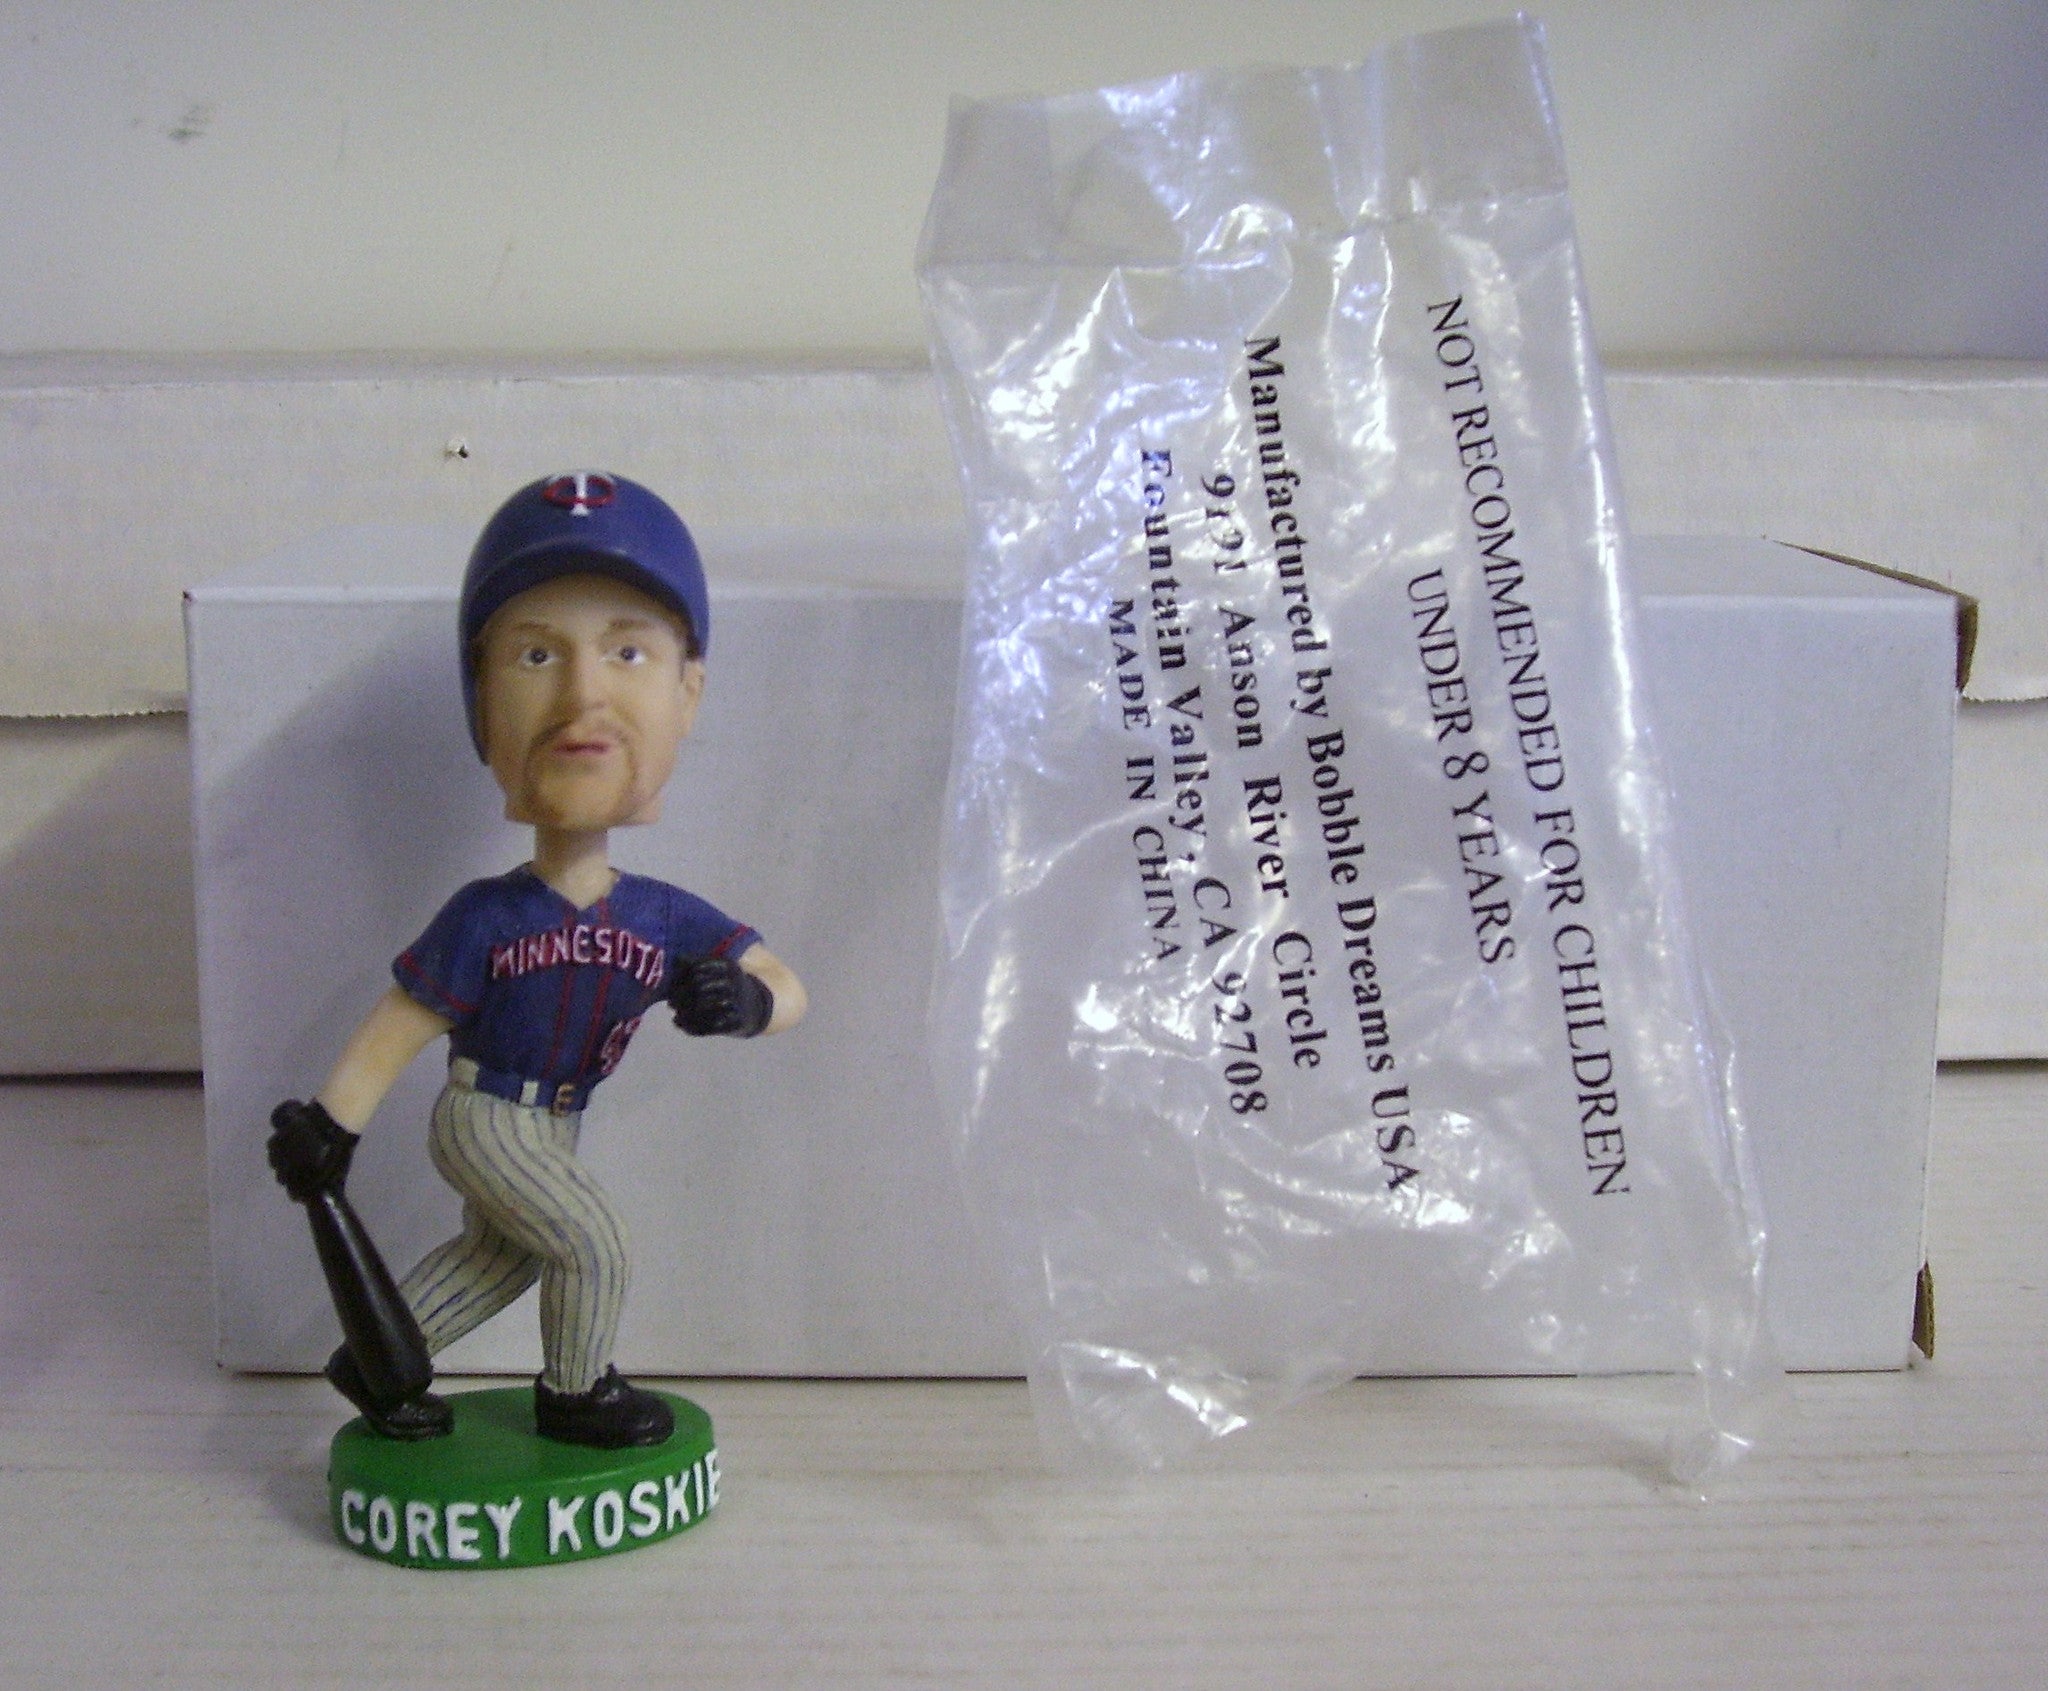 MINNESOTA
COREY KOSKIE
NOT RECOMMENDED FOR CHILDREN
UNDER 8 YEARS
Manufactured by Bobble Dreams USA
Anson River Circle
Fountain Valley, CA 92708
MADE IN CHINA